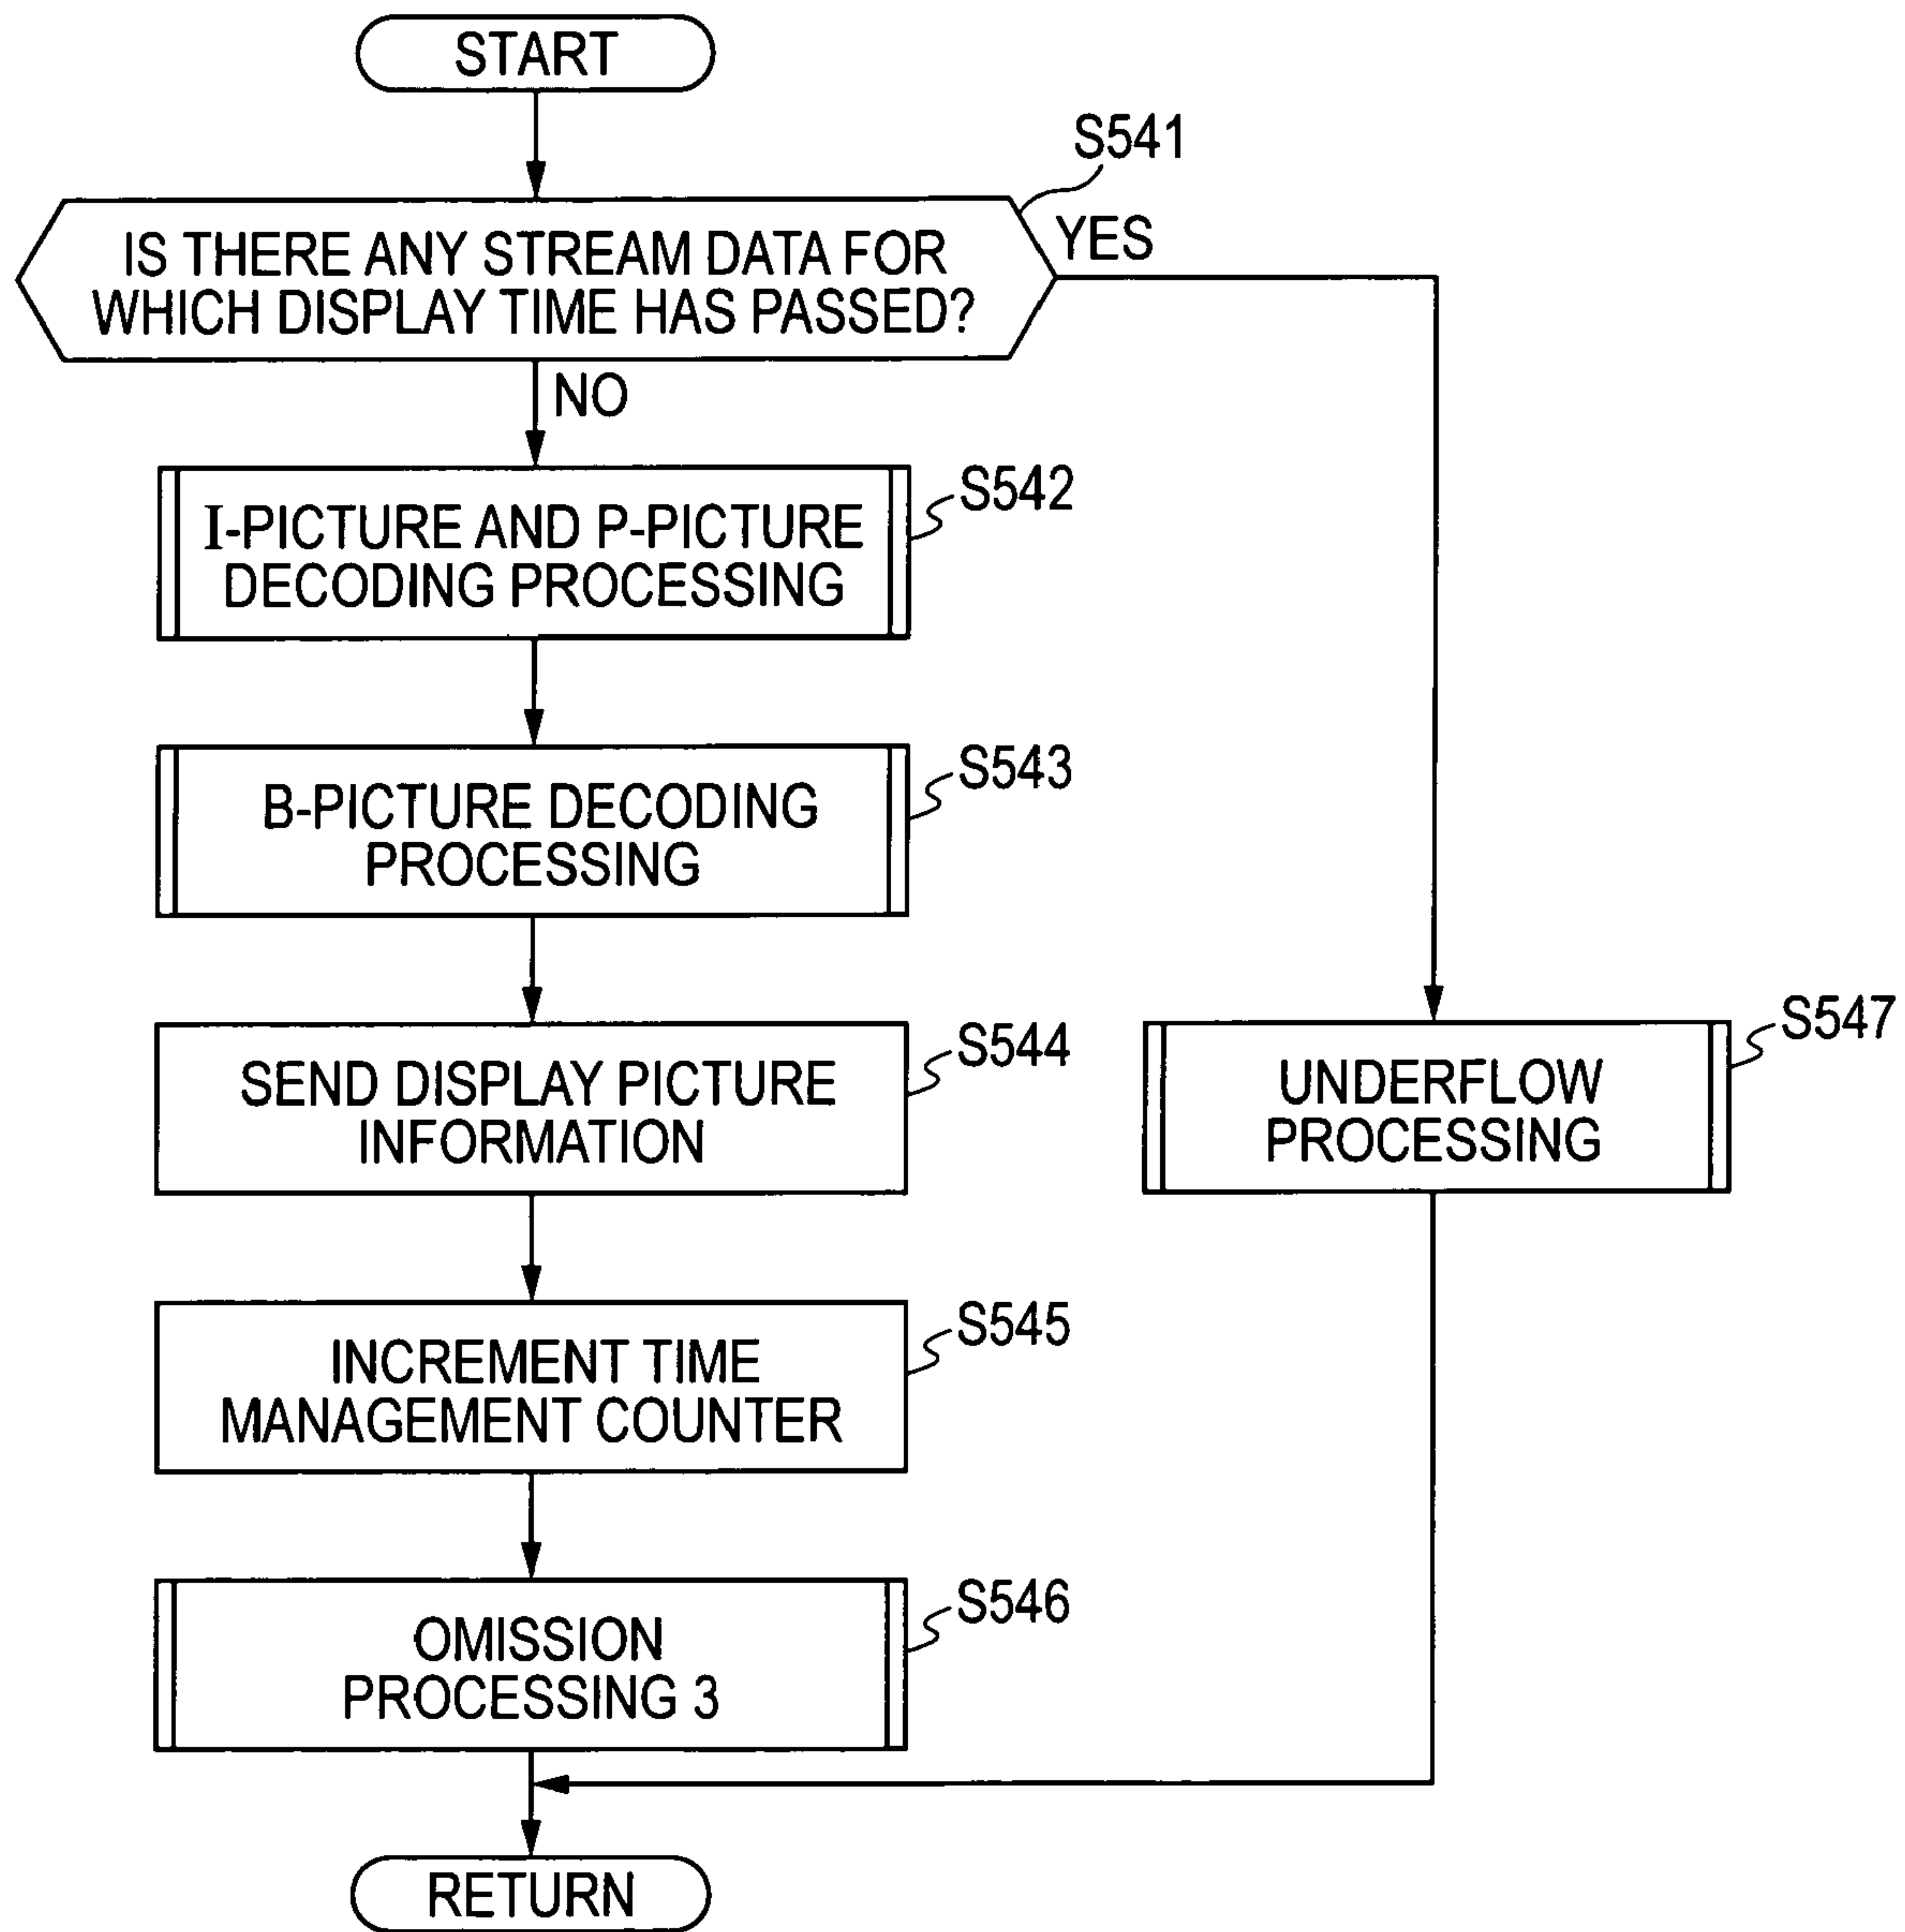 START
S541
IS THERE ANY STREAM DATA FOR
WHICH DISPLAY TIME HAS PASSED?
YES
NO
S542
I-PICTURE AND P-PICTURE
DECODING PROCESSING
S543
B-PICTURE DECODING
PROCESSING
S544
SEND DISPLAY PICTURE
INFORMATION
S547
UNDERFLOW
PROCESSING
S545
INCREMENT TIME
MANAGEMENT COUNTER
S546
OMISSION
PROCESSING 3
RETURN